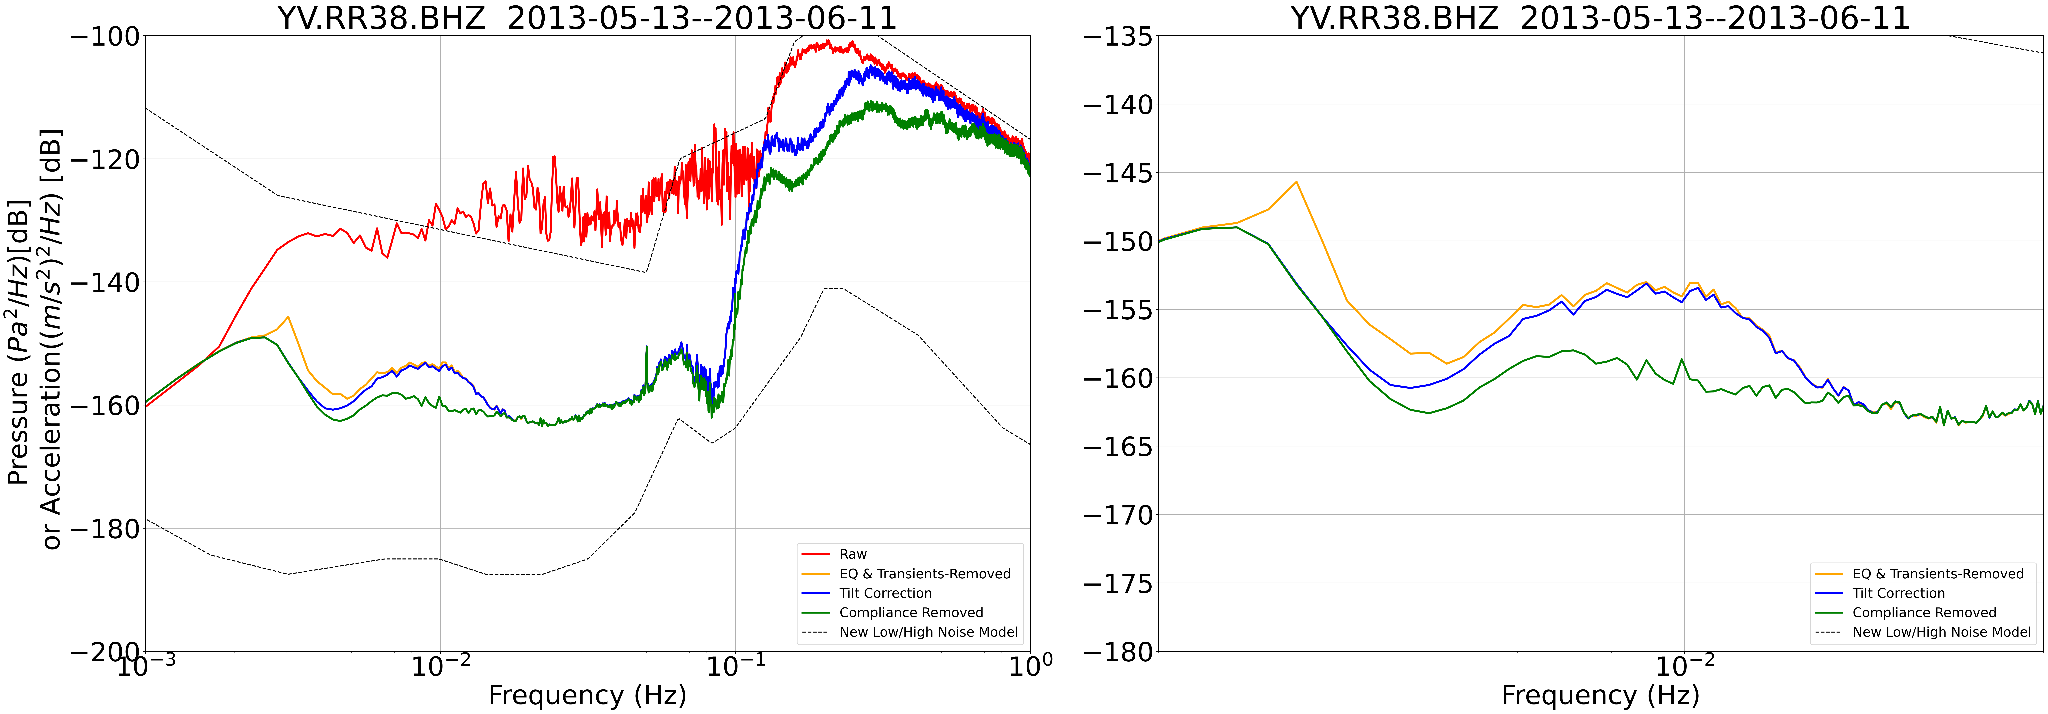 YV.RR38.BHZ  2013-05-13--2013-06-11
Pressure (Pa²/Hz)[dB]
or Acceleration((m/s²)²/Hz) [dB]
−100
−120
−140
−160
−180
−200
10⁻³
10⁻²
10⁻¹
10⁰
Frequency (Hz)
Raw
EQ & Transients-Removed
Tilt Correction
Compliance Removed
New Low/High Noise Model
YV.RR38.BHZ  2013-05-13--2013-06-11
−135
−140
−145
−150
−155
−160
−165
−170
−175
−180
10⁻²
Frequency (Hz)
EQ & Transients-Removed
Tilt Correction
Compliance Removed
New Low/High Noise Model